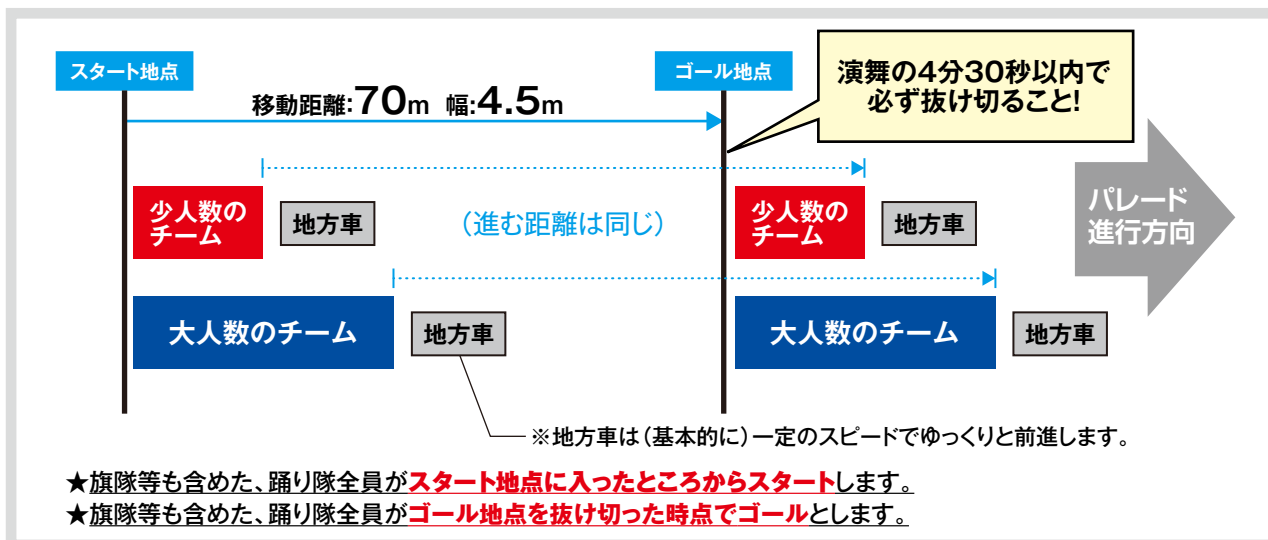 スタート地点
ゴール地点
演舞の4分30秒以内で
必ず抜け切ること!
移動距離:70m 幅:4.5m
少人数の
チーム
地方車
(進む距離は同じ)
少人数の
チーム
地方車
パレード
進行方向
大人数のチーム
地方車
大人数のチーム
地方車
※地方車は(基本的に)一定のスピードでゆっくりと前進します。
★旗隊等も含めた、踊り隊全員がスタート地点に入ったところからスタートします。
★旗隊等も含めた、踊り隊全員がゴール地点を抜け切った時点でゴールとします。